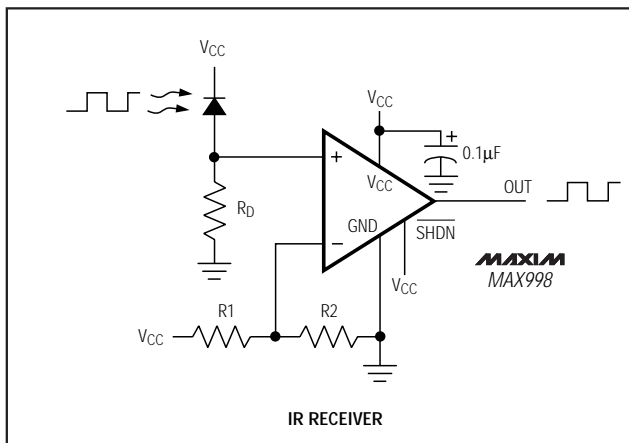 VCC
VCC
+
+
0.1µF
VCC
OUT
RD
GND
SHDN
−
MAXIM
MAX998
VCC
R1
R2
VCC
IR RECEIVER